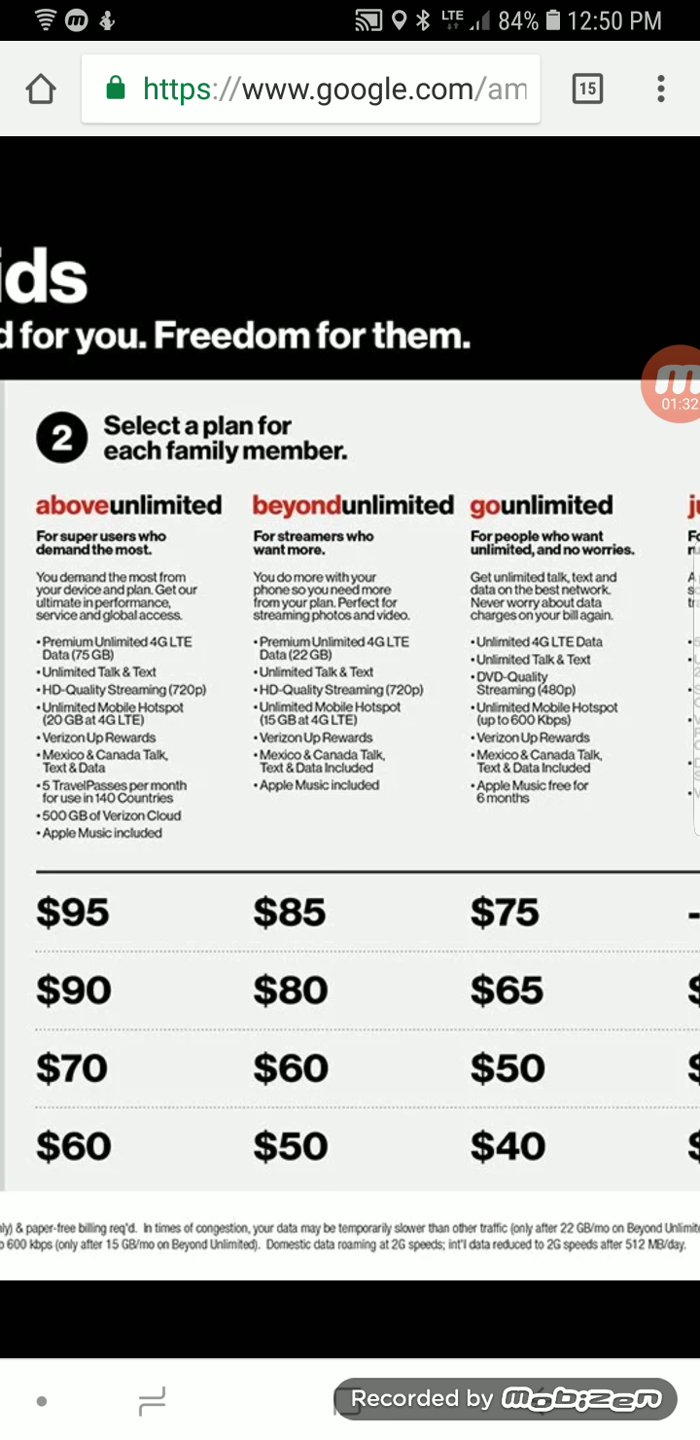 LTE 84% 12:50 PM
https://www.google.com/am
15
ds
for you. Freedom for them.
01:32
2
Select a plan for
each family member.
aboveunlimited
For super users who
demand the most.
You demand the most from
your device and plan. Get our
ultimate in performance,
service and global access.
• Premium Unlimited 4G LTE
Data (75 GB)
• Unlimited Talk & Text
• HD-Quality Streaming (720p)
• Unlimited Mobile Hotspot
(20 GB at 4G LTE)
• Verizon Up Rewards
• Mexico & Canada Talk,
Text & Data
• 5 TravelPasses per month
for use in 140 Countries
• 500 GB of Verizon Cloud
• Apple Music included
beyondunlimited
For streamers who
want more.
You do more with your
phone so you need more
from your plan. Perfect for
streaming photos and video.
• Premium Unlimited 4G LTE
Data (22 GB)
• Unlimited Talk & Text
• HD-Quality Streaming (720p)
• Unlimited Mobile Hotspot
(15 GB at 4G LTE)
• Verizon Up Rewards
• Mexico & Canada Talk,
Text & Data Included
• Apple Music included
gounlimited
For people who want
unlimited, and no worries.
Get unlimited talk, text and
data on the best network.
Never worry about data
charges on your bill again.
• Unlimited 4G LTE Data
• Unlimited Talk & Text
• DVD-Quality
Streaming (480p)
• Unlimited Mobile Hotspot
(up to 600 Kbps)
• Verizon Up Rewards
• Mexico & Canada Talk,
Text & Data Included
• Apple Music free for
6 months
$95 $85 $75
$90 $80 $65
$70 $60 $50
$60 $50 $40
& paper-free billing req'd. In times of congestion, your data may be temporarily slower than other traffic (only after 22 GB/mo on Beyond
600 kbps (only after 15 GB/mo on Beyond Unlimited). Domestic data roaming at 2G speeds; int'l data reduced to 2G speeds after 512 MB/day.
Recorded by mobizen